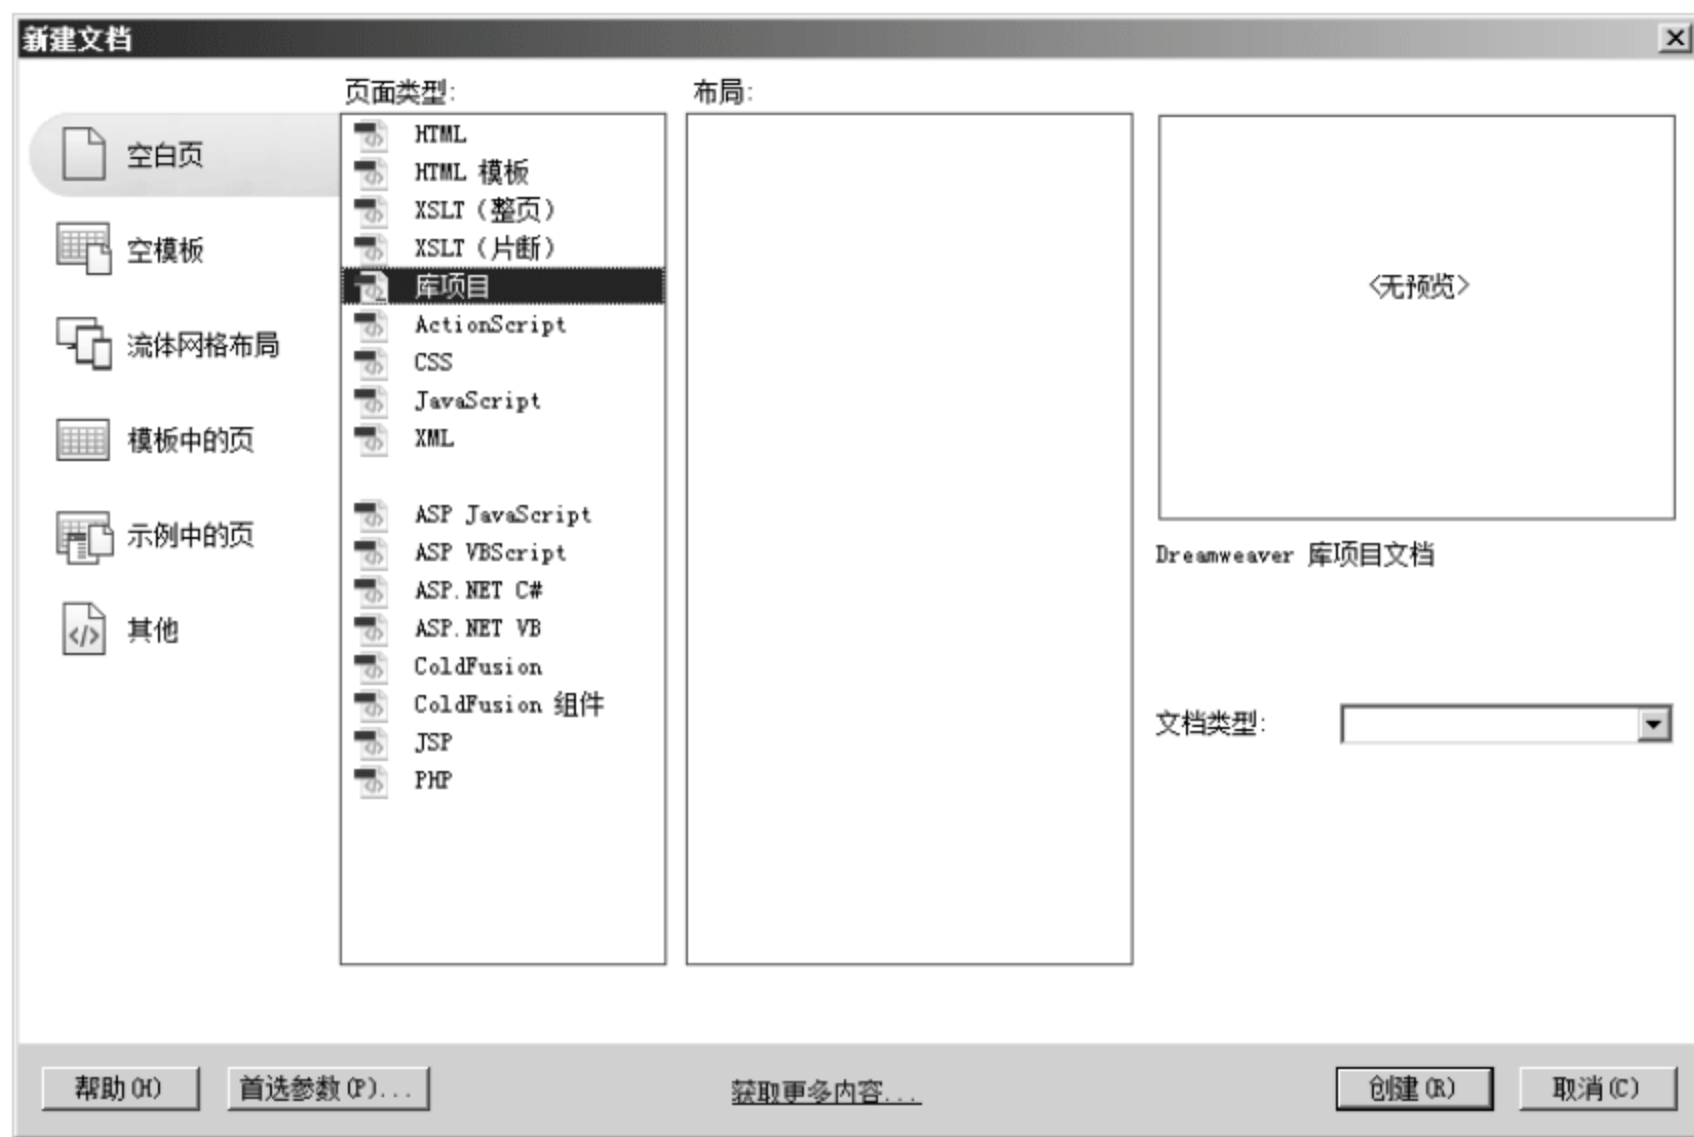 新建文档
页面类型:
布局:
空白页
空模板
流体网格布局
模板中的页
示例中的页
其他
HTML
HTML 模板
XSLT（整页）
XSLT（片断）
库项目
ActionScript
CSS
JavaScript
XML
ASP JavaScript
ASP VBScript
ASP.NET C#
ASP.NET VB
ColdFusion
ColdFusion 组件
JSP
PHP
<无预览>
Dreamweaver 库项目文档
文档类型:
帮助(H)
首选参数(P)...
获取更多内容...
创建(R)
取消(C)